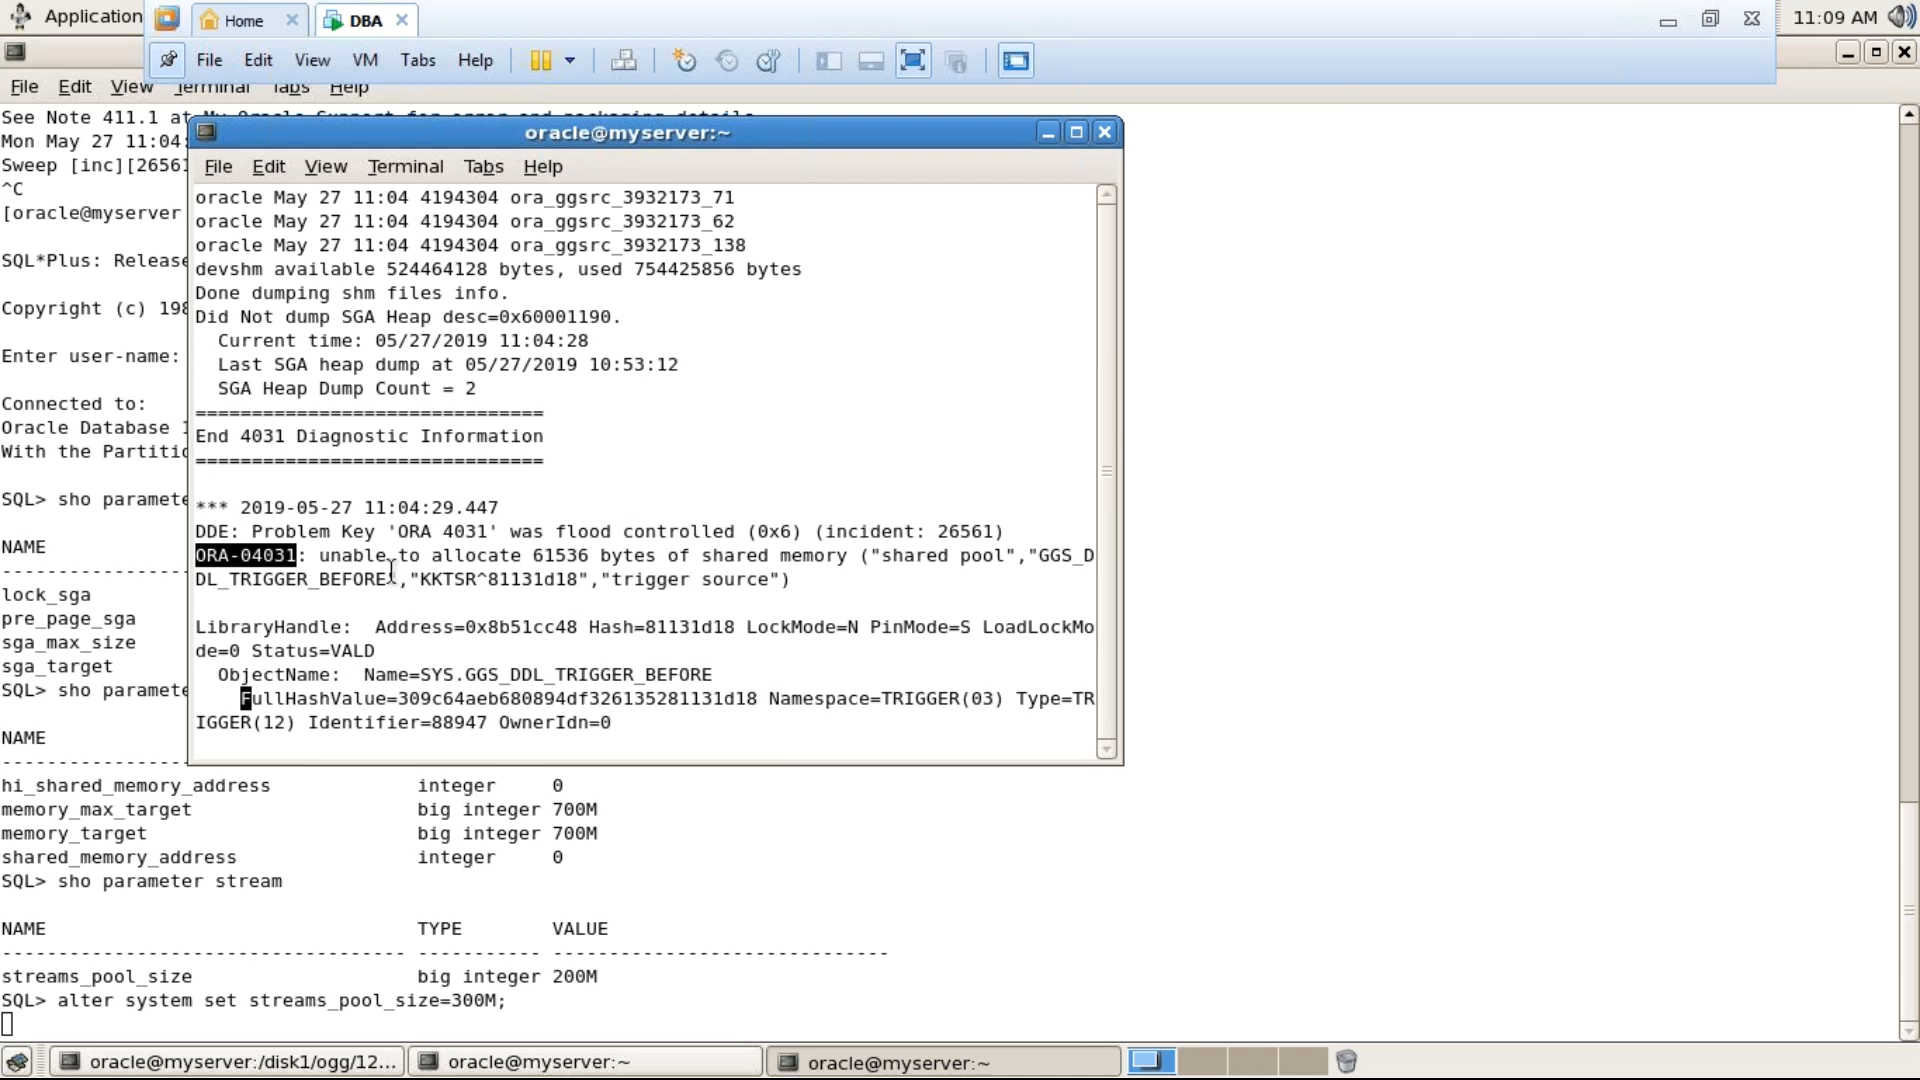 Application
Home
DBA
11:09 AM
File Edit View VM Tabs Help
File Edit View Terminal Tabs Help
See Note 411.1 at My Oracle Support for error and packaging details.
Mon May 27 11:04:
Sweep [inc][26561
^C
[oracle@myserver
SQL*Plus: Release
Copyright (c) 198
Enter user-name:
Connected to:
Oracle Database 1
With the Partitio
SQL> sho paramete
NAME
----------------
lock_sga
pre_page_sga
sga_max_size
sga_target
SQL> sho paramete
NAME
----------------
oracle@myserver:~
File Edit View Terminal Tabs Help
oracle May 27 11:04 4194304 ora_ggsrc_3932173_71
oracle May 27 11:04 4194304 ora_ggsrc_3932173_62
oracle May 27 11:04 4194304 ora_ggsrc_3932173_138
devshm available 524464128 bytes, used 754425856 bytes
Done dumping shm files info.
Did Not dump SGA Heap desc=0x60001190.
Current time: 05/27/2019 11:04:28
Last SGA heap dump at 05/27/2019 10:53:12
SGA Heap Dump Count = 2
===============================
End 4031 Diagnostic Information
===============================
*** 2019-05-27 11:04:29.447
DDE: Problem Key 'ORA 4031' was flood controlled (0x6) (incident: 26561)
ORA-04031: unable to allocate 61536 bytes of shared memory ("shared pool","GGS_D
DL_TRIGGER_BEFORE","KKTSR^81131d18","trigger source")
LibraryHandle:  Address=0x8b51cc48 Hash=81131d18 LockMode=N PinMode=S LoadLockMo
de=0 Status=VALD
ObjectName:  Name=SYS.GGS_DDL_TRIGGER_BEFORE
FullHashValue=309c64aeb680894df326135281131d18 Namespace=TRIGGER(03) Type=TR
IGGER(12) Identifier=88947 OwnerIdn=0
hi_shared_memory_address integer 0
memory_max_target big integer 700M
memory_target big integer 700M
shared_memory_address integer 0
SQL> sho parameter stream
NAME TYPE VALUE
------------------------------------ ----------- ------------------------------
streams_pool_size big integer 200M
SQL> alter system set streams_pool_size=300M;
oracle@myserver:/disk1/ogg/12...
oracle@myserver:~
oracle@myserver:~